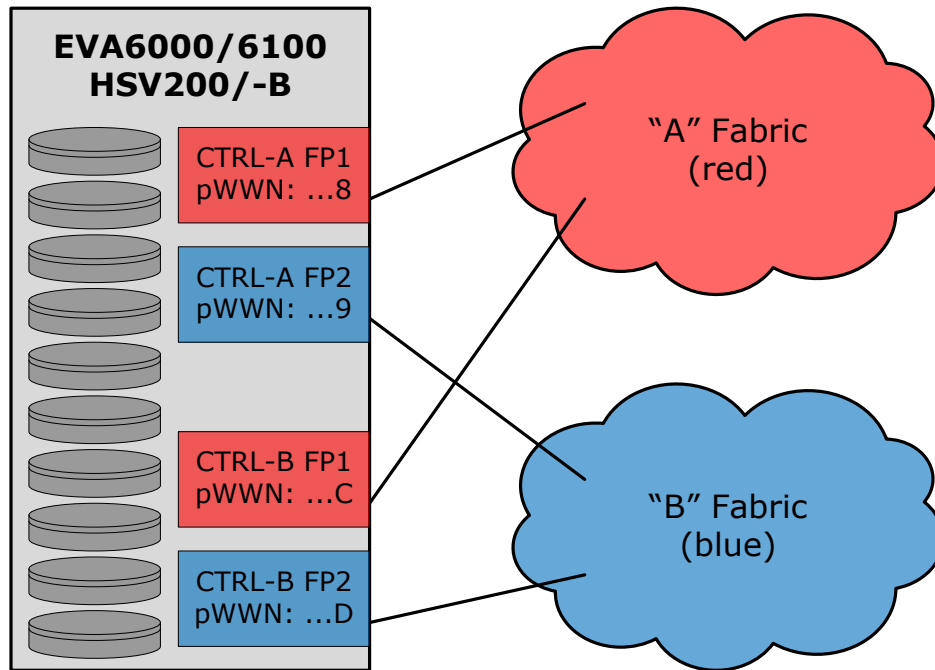 EVA6000/6100
HSV200/-B
CTRL-A FP1
pWWN: ...8
CTRL-A FP2
pWWN: ...9
CTRL-B FP1
pWWN: ...C
CTRL-B FP2
pWWN: ...D
“A” Fabric
(red)
“B” Fabric
(blue)